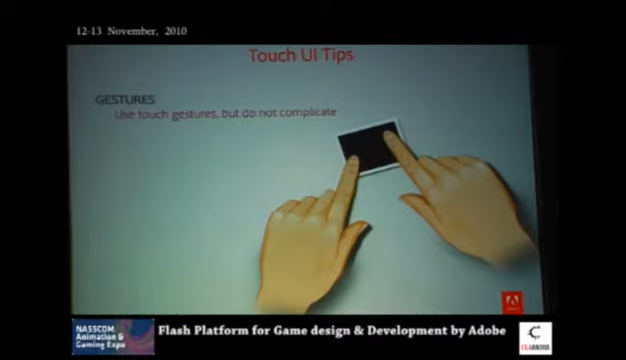 12-13 November, 2010
Touch UI Tips
GESTURES
Use touch gestures, but do not complicate
NASSCOM
Animation &
Gaming Expo
Flash Platform for Game design & Development by Adobe